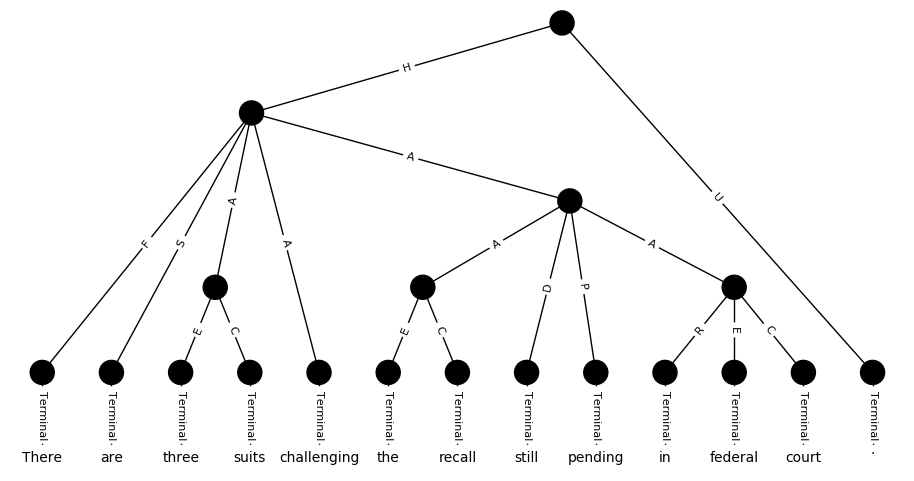 H
A
U
F
S
A
A
A
D
P
A
E
C
E
C
R
E
C
Terminal. Terminal. Terminal. Terminal. Terminal. Terminal. Terminal. Terminal. Terminal. Terminal. Terminal. Terminal. Terminal.
There are three suits challenging the recall still pending in federal court .